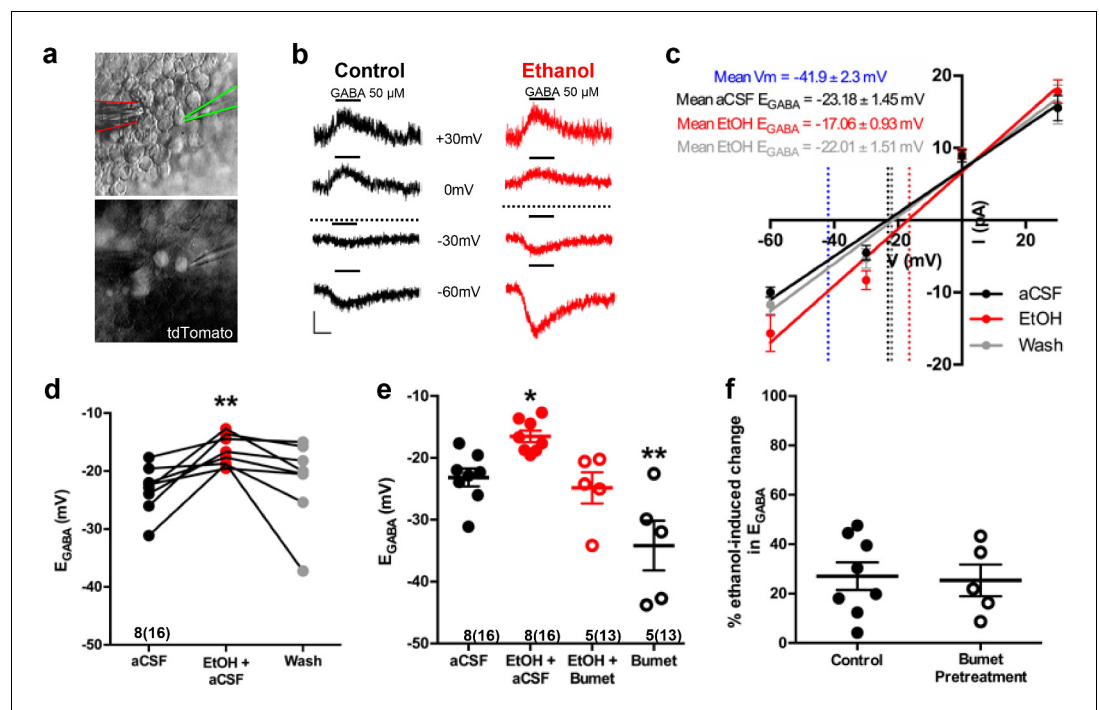 a
tdTomato
b
Control
Ethanol
GABA 50 μM
GABA 50 μM
+30mV
0mV
-30mV
-60mV
c
Mean Vm = -41.9 ± 2.3 mV
Mean aCSF EGABA = -23.18 ± 1.45 mV
Mean EtOH EGABA = -17.06 ± 0.93 mV
Mean EtOH EGABA = -22.01 ± 1.51 mV
20
10
-10
-20
-60
-40
-20
20
V (mV)
I (pA)
aCSF
EtOH
Wash
d
**
EGABA (mV)
-10
-20
-30
-40
-50
8(16)
aCSF
EtOH +
aCSF
Wash
e
*
**
EGABA (mV)
-10
-20
-30
-40
-50
8(16)
8(16)
5(13)
5(13)
aCSF
EtOH +
aCSF
EtOH +
Bumet
Bumet
f
% ethanol-induced change
in EGABA
100
80
60
40
20
0
Control
Bumet
Pretreatment